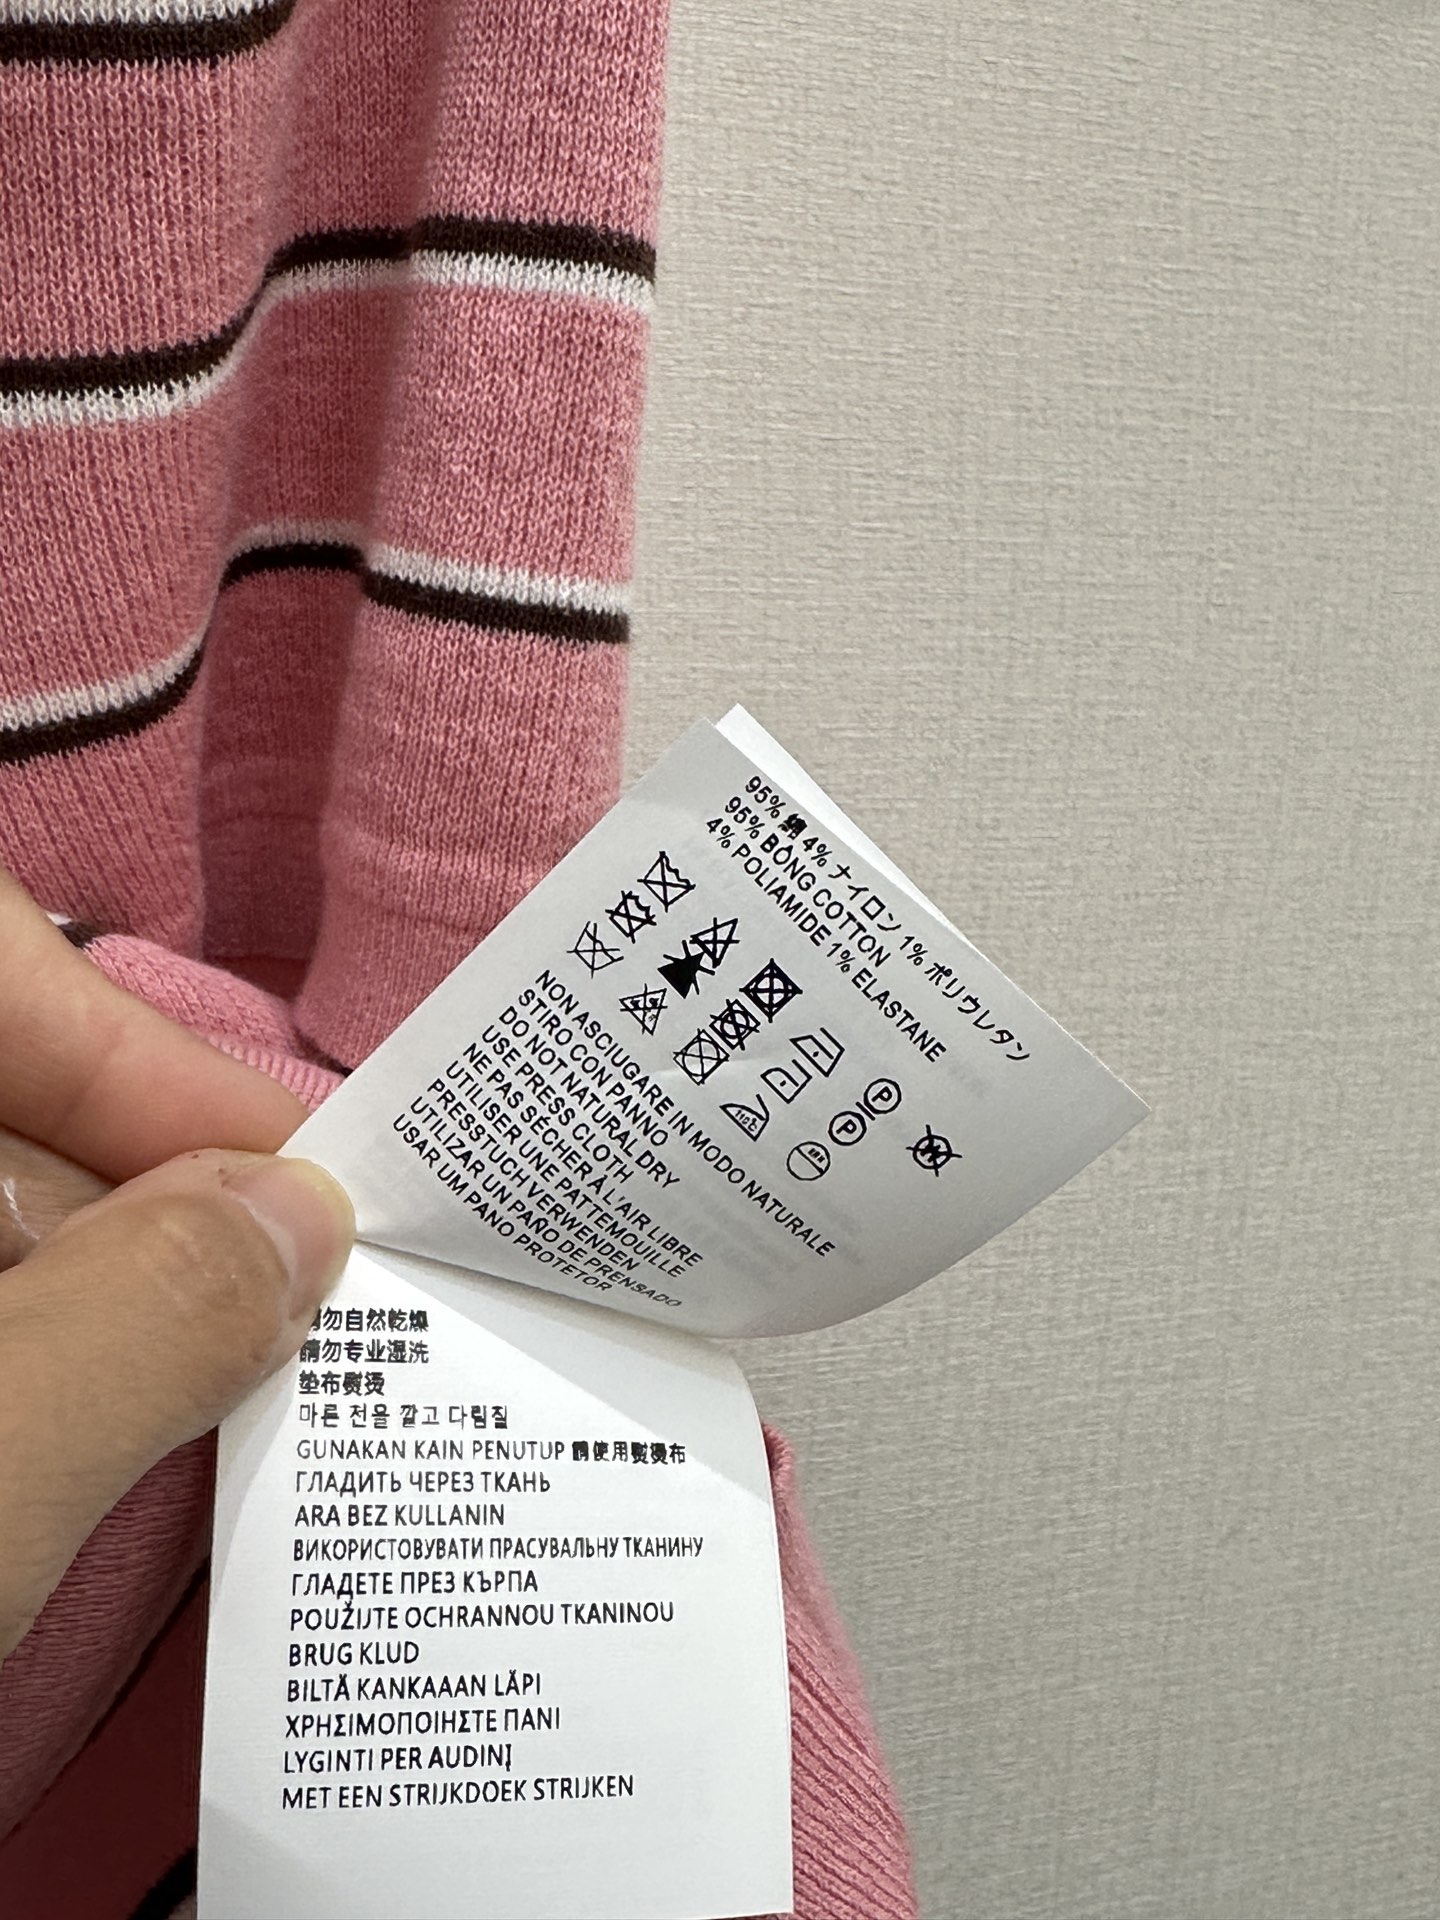 95% 綿 4% ナイロン 1% ポリウレタン
95% BÔNG COTTON
4% POLIAMIDE 1% ELASTANE
110℃
P
P
W
NON ASCIUGARE IN MODO NATURALE
STIRO CON PANNO
DO NOT NATURAL DRY
USE PRESS CLOTH
NE PAS SÉCHER À L'AIR LIBRE
UTILISER UNE PATTEMOUILLE
PRESSTUCH VERWENDEN
UTILIZAR UN PAÑO DE PRENSADO
USAR UM PANO PROTETOR
勿自然乾燥
請勿专业湿洗
垫布熨烫
마른 천을 깔고 다림질
GUNAKAN KAIN PENUTUP 請使用熨燙布
ГЛАДИТЬ ЧЕРЕЗ ТКАНЬ
ARA BEZ KULLANIN
ВИКОРИСТОВУВАТИ ПРАСУВАЛЬНУ ТКАНИНУ
ГЛАДЕТЕ ПРЕЗ КЪРПА
POUŽIJTE OCHRANNOU TKANINOU
BRUG KLUD
BILTĂ KANKAAAN LĂPI
ΧΡΗΣΙΜΟΠΟΙΗΣΤΕ ΠΑΝΙ
LYGINTI PER AUDINĮ
MET EEN STRIJKDOEK STRIJKEN